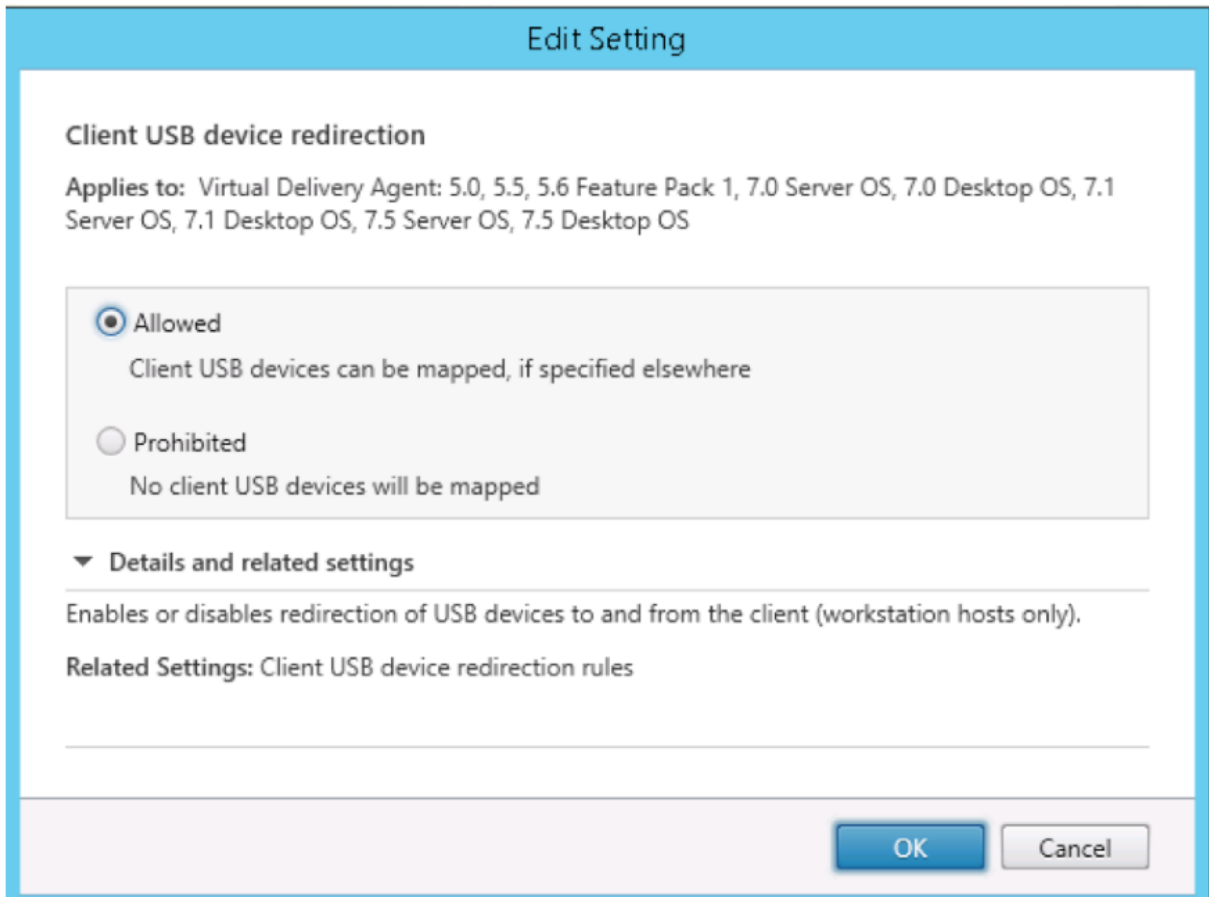 Edit Setting
Client USB device redirection
Applies to: Virtual Delivery Agent: 5.0, 5.5, 5.6 Feature Pack 1, 7.0 Server OS, 7.0 Desktop OS, 7.1
Server OS, 7.1 Desktop OS, 7.5 Server OS, 7.5 Desktop OS
Allowed
Client USB devices can be mapped, if specified elsewhere
Prohibited
No client USB devices will be mapped
Details and related settings
Enables or disables redirection of USB devices to and from the client (workstation hosts only).
Related Settings: Client USB device redirection rules
OK
Cancel